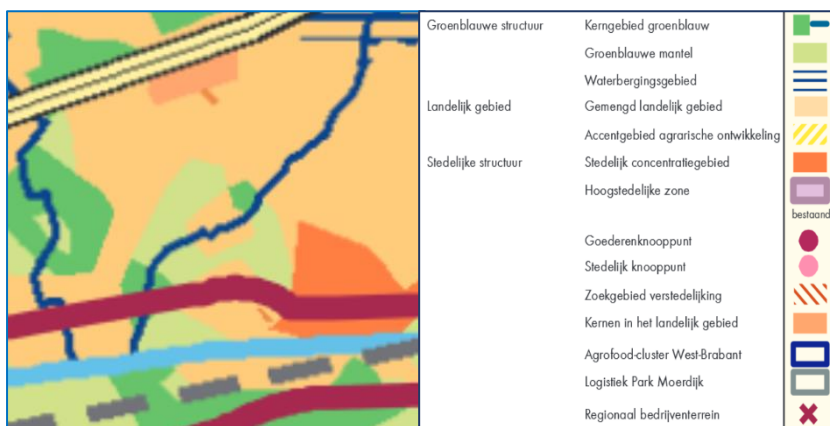 Groenblauwe structuur Kerngebied groenblauw
Groenblauwe mantel
Waterbergingsgebied
Landelijk gebied Gemengd landelijk gebied
Accentgebied agrarische ontwikkeling
Stedelijke structuur Stedelijk concentratiegebied
Hoogstedelijke zone
bestaand
Goederenknooppunt
Stedelijk knooppunt
Zoekgebied verstedelijking
Kernen in het landelijk gebied
Agrofood-cluster West-Brabant
Logistiek Park Moerdijk
Regionaal bedrijventerrein